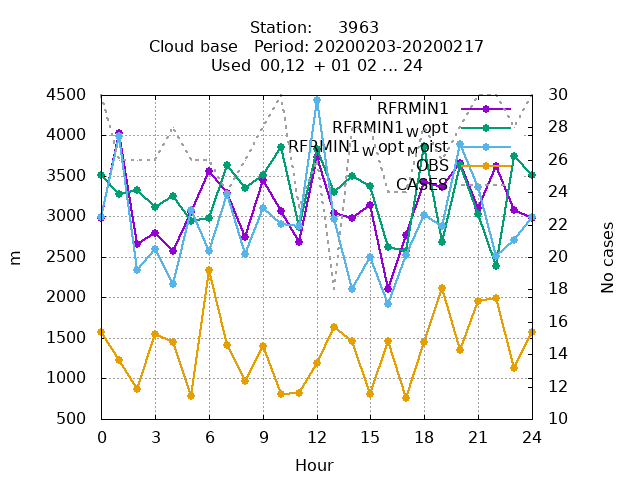 Station: 3963
Cloud base Period: 20200203-20200217
Used 00,12 + 01 02 ... 24
4500
4000
3500
3000
2500
2000
1500
1000
500
m
30
28
26
24
22
20
18
16
14
12
10
No cases
RFRMIN1
RFRMIN1W opt
OBS
CASES
0 3 6 9 12 15 18 21 24
Hour